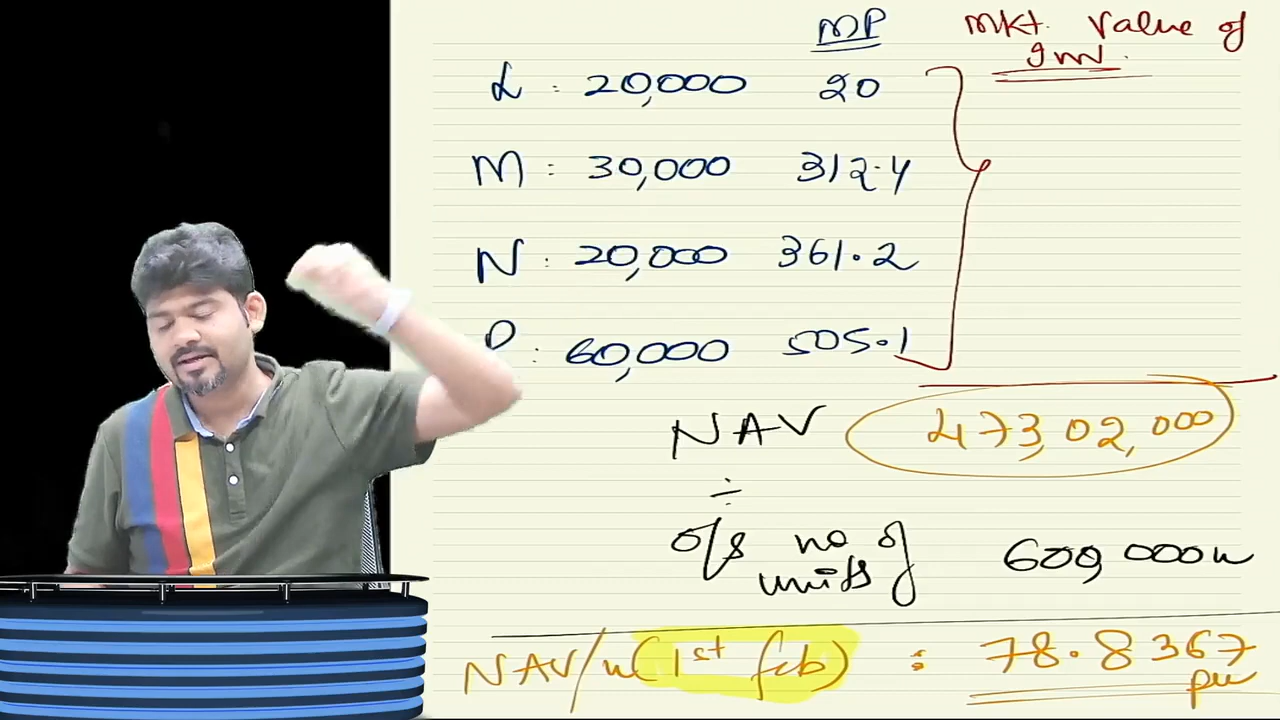 MP Mkt. Value of
Inv.
L : 20,000 20
M : 30,000 312.4
N : 20,000 361.2
P : 60,000 505.1
NAV 473,02,000
÷
o/s no of 600,000 u
units
NAV/u (1st feb) : 78.8367
pu